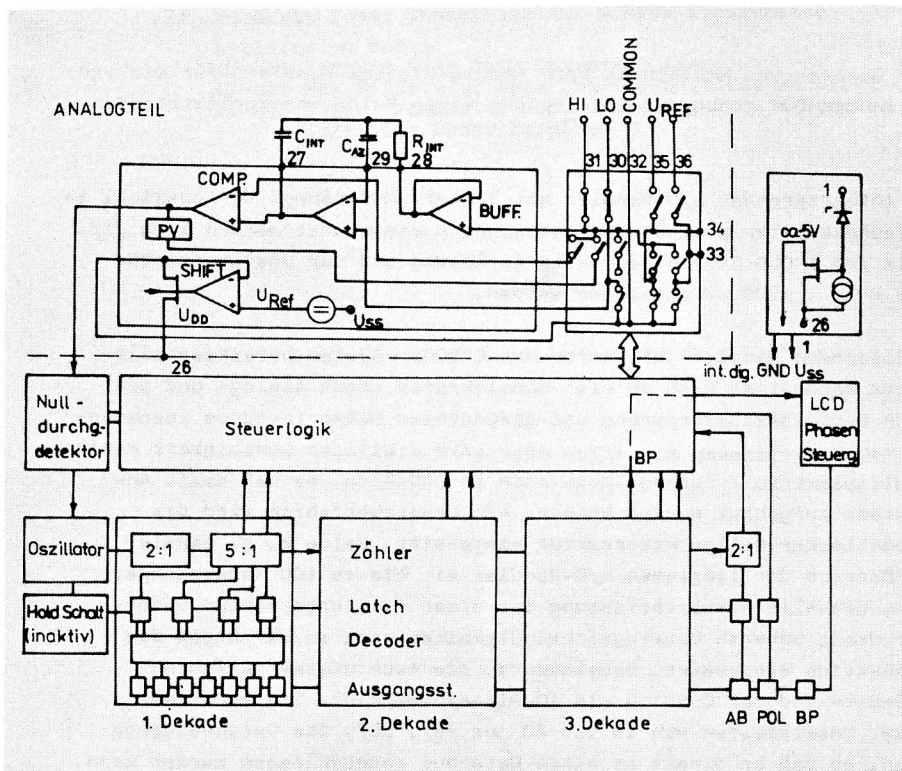 ANALOGTEIL
HI LO COMMON U REF
C INT
27
C AZ
29
R INT
28
31 30 32 35 36
COMP.
BUFF.
PV
34
33
1
ca-5V
26
1
SHIFT
U DD
U Ref
U SS
26
int.dig. GND U ss
Null-
durchg-
detektor
Steuerlogik
BP
LCD
Phasen
Steuerg.
Oszillator
2:1
5:1
Zähler
2:1
Hold Schalt
(inaktiv)
Latch
Decoder
Ausgangsst.
1. Dekade
2. Dekade
3. Dekade
AB POL BP